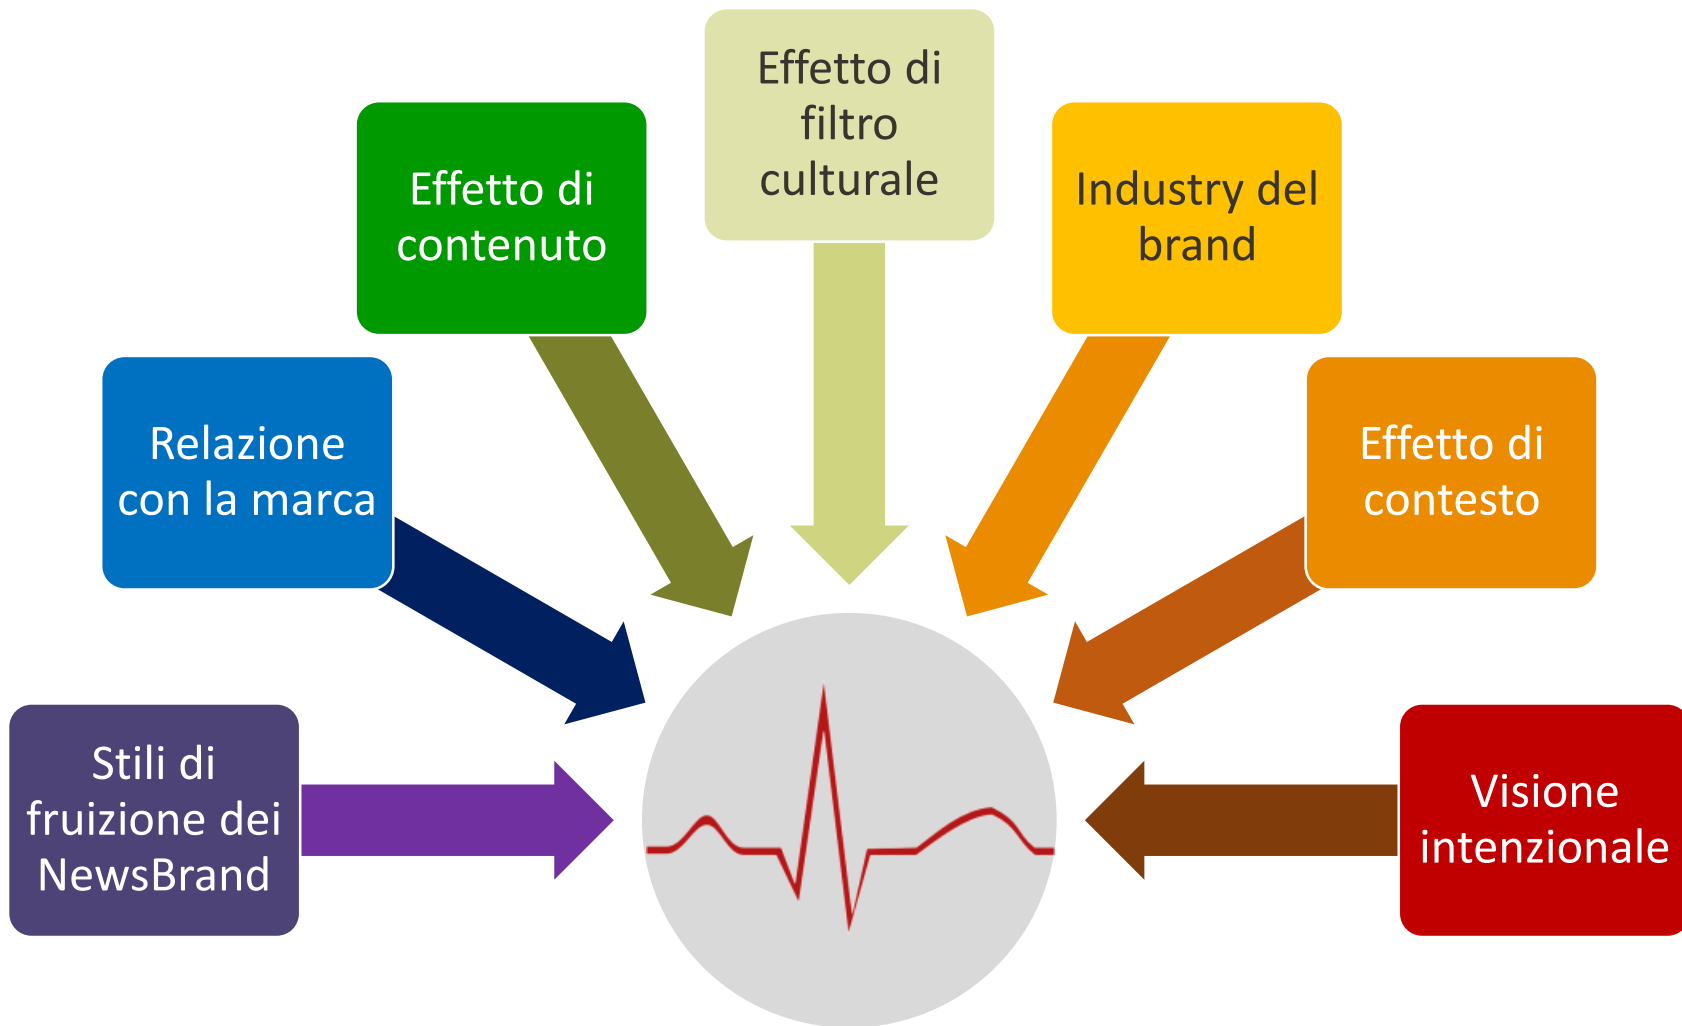 Effetto di
filtro
culturale
Effetto di
contenuto
Industry del
brand
Relazione
con la marca
Effetto di
contesto
Stili di
fruizione dei
NewsBrand
Visione
intenzionale